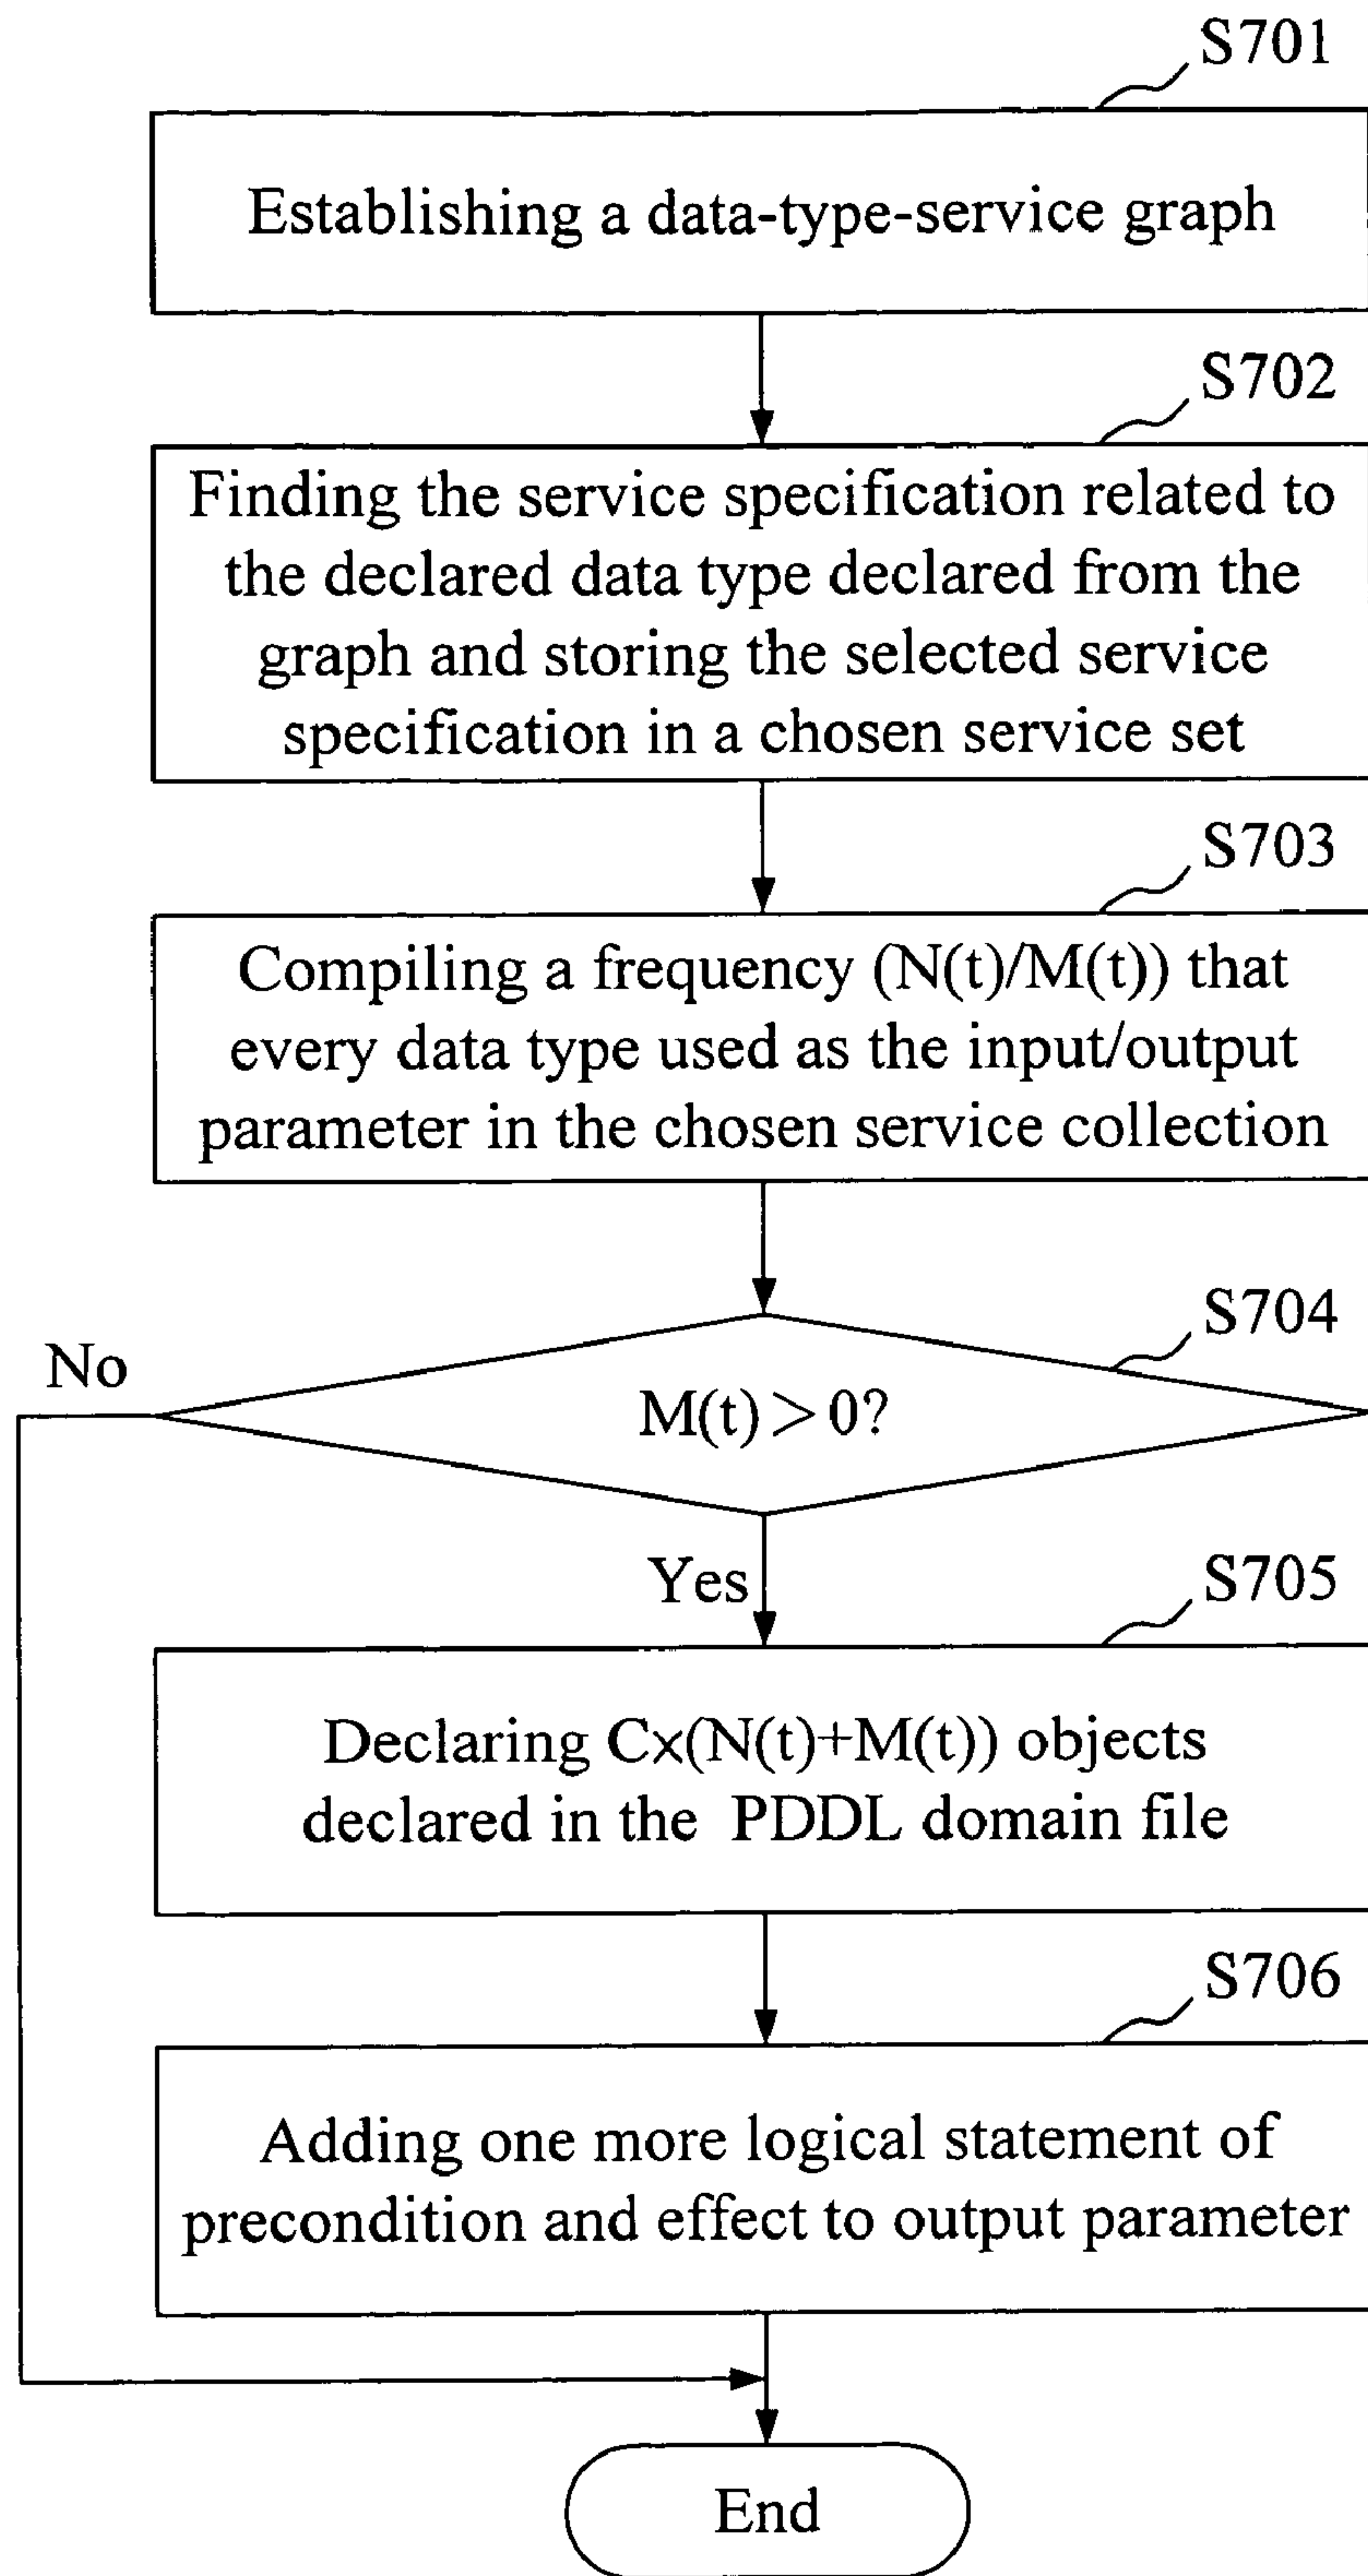 S701
Establishing a data-type-service graph
S702
Finding the service specification related to
the declared data type declared from the
graph and storing the selected service
specification in a chosen service set
S703
Compiling a frequency (N(t)/M(t)) that
every data type used as the input/output
parameter in the chosen service collection
S704
No
M(t) > 0?
Yes
S705
Declaring C×(N(t)+M(t)) objects
declared in the PDDL domain file
S706
Adding one more logical statement of
precondition and effect to output parameter
End